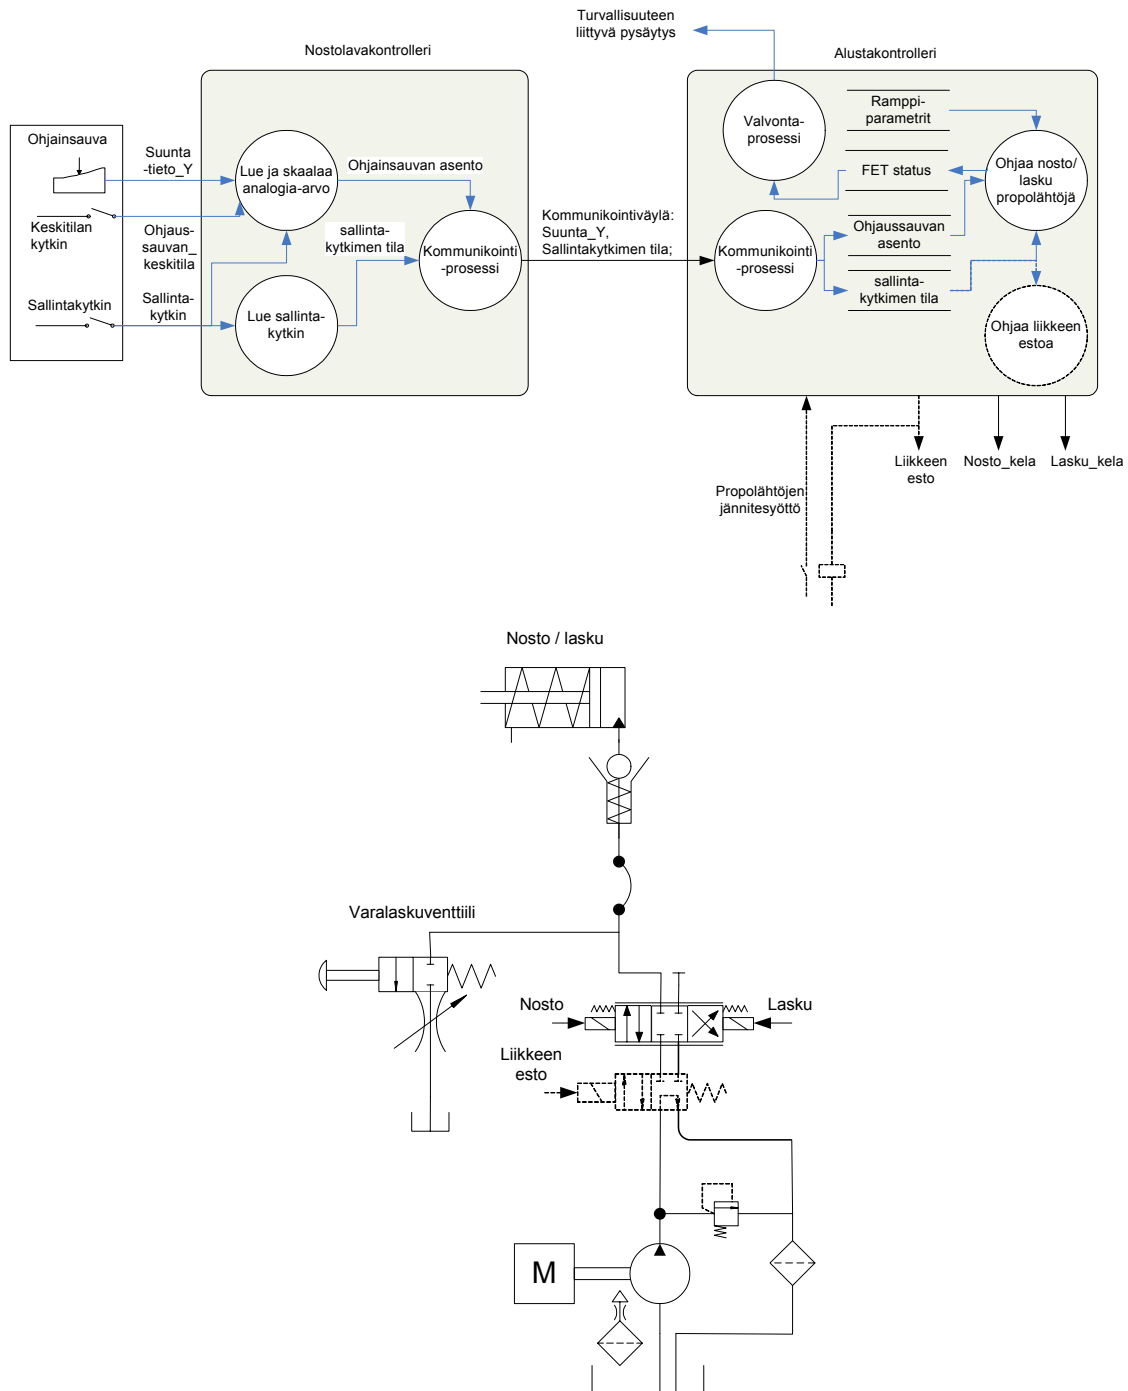 Turvallisuuteen
liittyvä pysäytys
Nostolavakontrolleri
Alustakontrolleri
Ohjainsauva
Keskitilan
kytkin
Sallintakytkin
Suunta
-tieto_Y
Ohjaus-
sauvan_
keskitila
Sallinta-
kytkin
Lue ja skaalaa
analogia-arvo
Lue sallinta-
kytkin
Ohjainsauvan asento
sallinta-
kytkimen tila
Kommunikointi
-prosessi
Kommunikointiväylä:
Suunta_Y,
Sallintakytkimen tila;
Valvonta-
prosessi
Kommunikointi
-prosessi
Ramppi-
parametrit
FET status
Ohjaussauvan
asento
sallinta-
kytkimen tila
Ohjaa nosto/
lasku
propolähtöjä
Ohjaa liikkeen
estoa
Liikkeen
esto
Nosto_kela
Lasku_kela
Propolähtöjen
jännitesyöttö
Nosto / lasku
Varalaskuventtiili
Nosto
Lasku
Liikkeen
esto
M